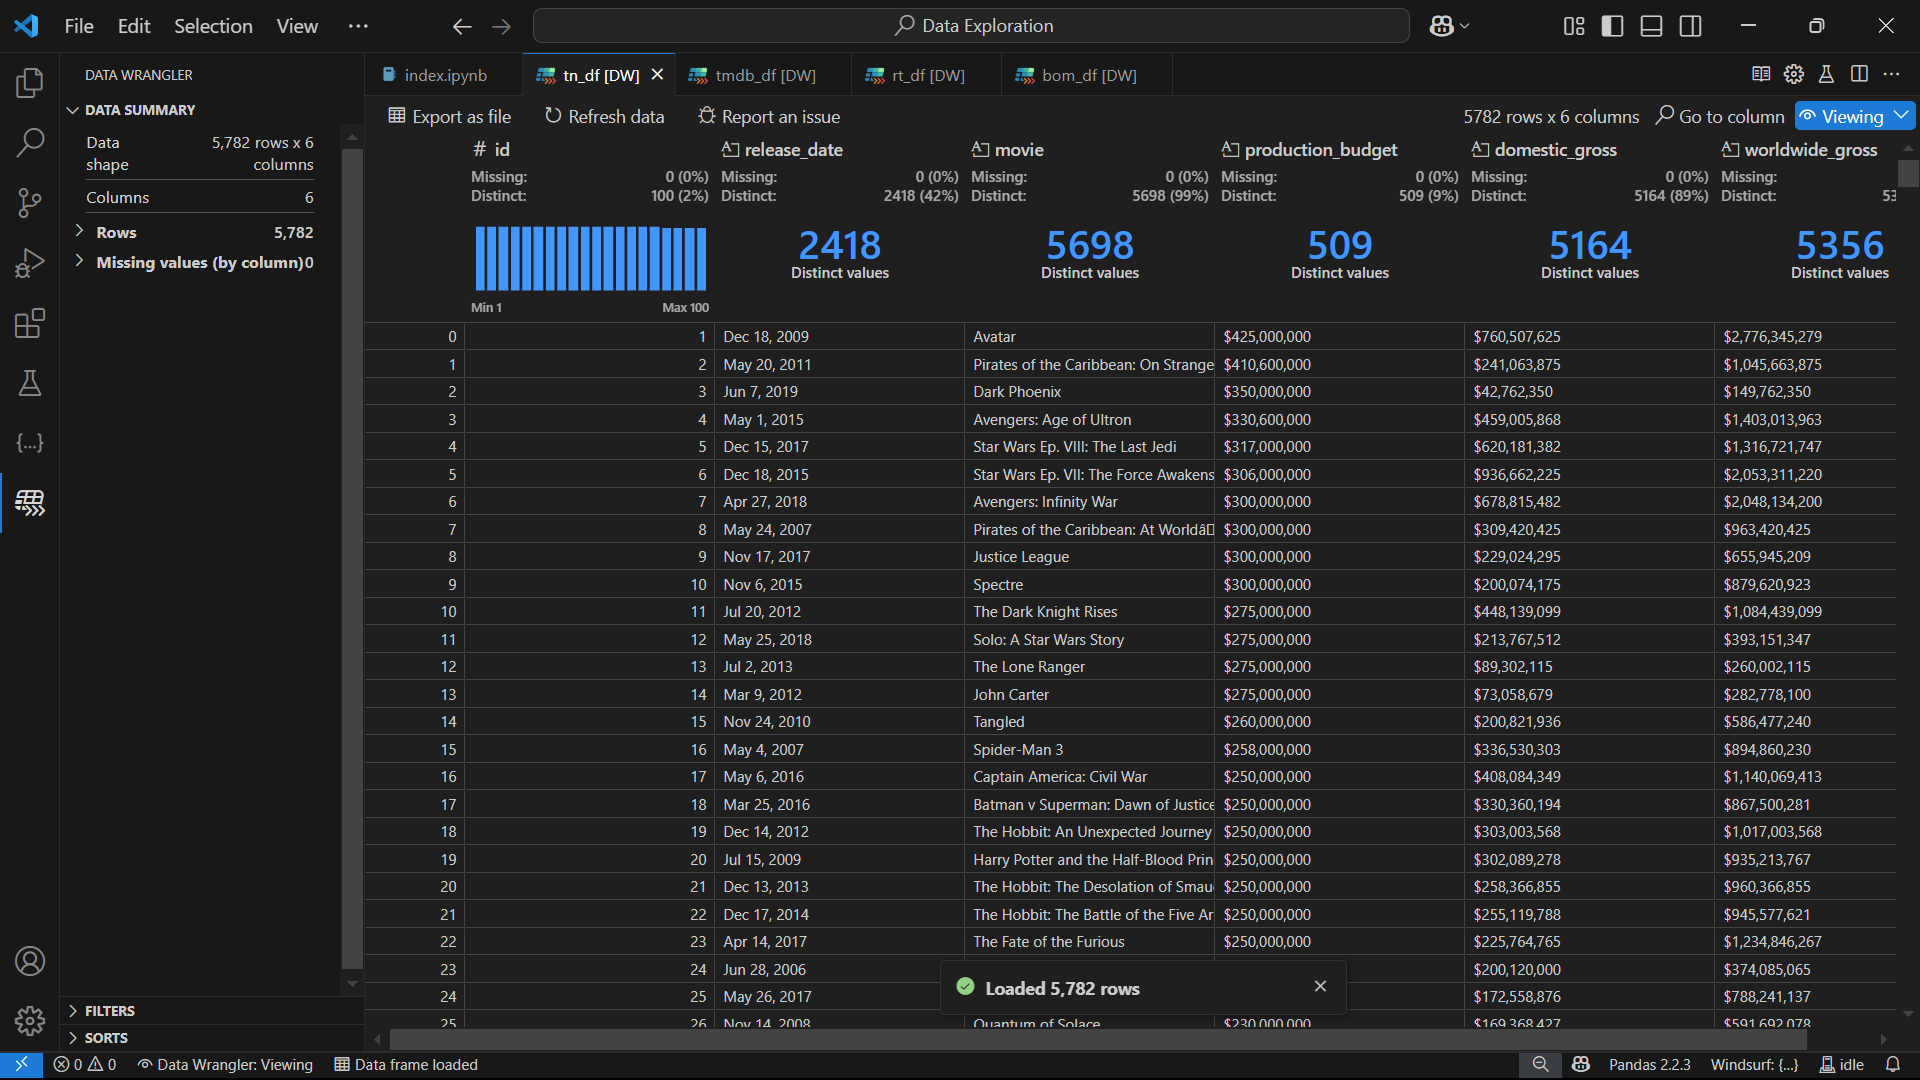 File Edit Selection View ···
Data Exploration
DATA WRANGLER
index.ipynb tn_df [DW] tmdb_df [DW] rt_df [DW] bom_df [DW]
DATA SUMMARY
Data shape 5,782 rows x 6 columns
Columns 6
Rows 5,782
Missing values (by column) 0
FILTERS
SORTS
Export as file Refresh data Report an issue 5782 rows x 6 columns Go to column Viewing
# id release_date movie production_budget domestic_gross worldwide_gross
Missing: 0 (0%) Missing: 0 (0%) Missing: 0 (0%) Missing: 0 (0%) Missing: 0 (0%) Missing:
Distinct: 100 (2%) Distinct: 2418 (42%) Distinct: 5698 (99%) Distinct: 509 (9%) Distinct: 5164 (89%) Distinct: 53
2418 5698 509 5164 5356
Distinct values Distinct values Distinct values Distinct values Distinct values
Min 1 Max 100
0 1 Dec 18, 2009 Avatar $425,000,000 $760,507,625 $2,776,345,279
1 2 May 20, 2011 Pirates of the Caribbean: On Strange $410,600,000 $241,063,875 $1,045,663,875
2 3 Jun 7, 2019 Dark Phoenix $350,000,000 $42,762,350 $149,762,350
3 4 May 1, 2015 Avengers: Age of Ultron $330,600,000 $459,005,868 $1,403,013,963
4 5 Dec 15, 2017 Star Wars Ep. VIII: The Last Jedi $317,000,000 $620,181,382 $1,316,721,747
5 6 Dec 18, 2015 Star Wars Ep. VII: The Force Awakens $306,000,000 $936,662,225 $2,053,311,220
6 7 Apr 27, 2018 Avengers: Infinity War $300,000,000 $678,815,482 $2,048,134,200
7 8 May 24, 2007 Pirates of the Caribbean: At Worldâ $300,000,000 $309,420,425 $963,420,425
8 9 Nov 17, 2017 Justice League $300,000,000 $229,024,295 $655,945,209
9 10 Nov 6, 2015 Spectre $300,000,000 $200,074,175 $879,620,923
10 11 Jul 20, 2012 The Dark Knight Rises $275,000,000 $448,139,099 $1,084,439,099
11 12 May 25, 2018 Solo: A Star Wars Story $275,000,000 $213,767,512 $393,151,347
12 13 Jul 2, 2013 The Lone Ranger $275,000,000 $89,302,115 $260,002,115
13 14 Mar 9, 2012 John Carter $275,000,000 $73,058,679 $282,778,100
14 15 Nov 24, 2010 Tangled $260,000,000 $200,821,936 $586,477,240
15 16 May 4, 2007 Spider-Man 3 $258,000,000 $336,530,303 $894,860,230
16 17 May 6, 2016 Captain America: Civil War $250,000,000 $408,084,349 $1,140,069,413
17 18 Mar 25, 2016 Batman v Superman: Dawn of Justice $250,000,000 $330,360,194 $867,500,281
18 19 Dec 14, 2012 The Hobbit: An Unexpected Journey $250,000,000 $303,003,568 $1,017,003,568
19 20 Jul 15, 2009 Harry Potter and the Half-Blood Prin $250,000,000 $302,089,278 $935,213,767
20 21 Dec 13, 2013 The Hobbit: The Desolation of Smau $250,000,000 $258,366,855 $960,366,855
21 22 Dec 17, 2014 The Hobbit: The Battle of the Five Ar $250,000,000 $255,119,788 $945,577,621
22 23 Apr 14, 2017 The Fate of the Furious $250,000,000 $225,764,765 $1,234,846,267
23 24 Jun 28, 2006 $200,120,000 $374,085,065
24 25 May 26, 2017 $172,558,876 $788,241,137
25 26 Nov 14, 2008 Quantum of Solace $230,000,000 $169,368,427 $591,692,078
Loaded 5,782 rows
0 0 Data Wrangler: Viewing Data frame loaded Pandas 2.2.3 Windsurf: {...} idle